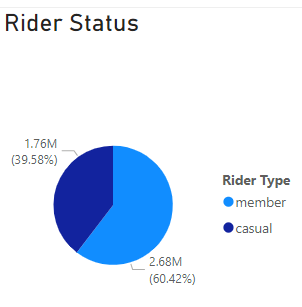 Rider Status
1.76M
(39.58%)
Rider Type
member
casual
2.68M
(60.42%)